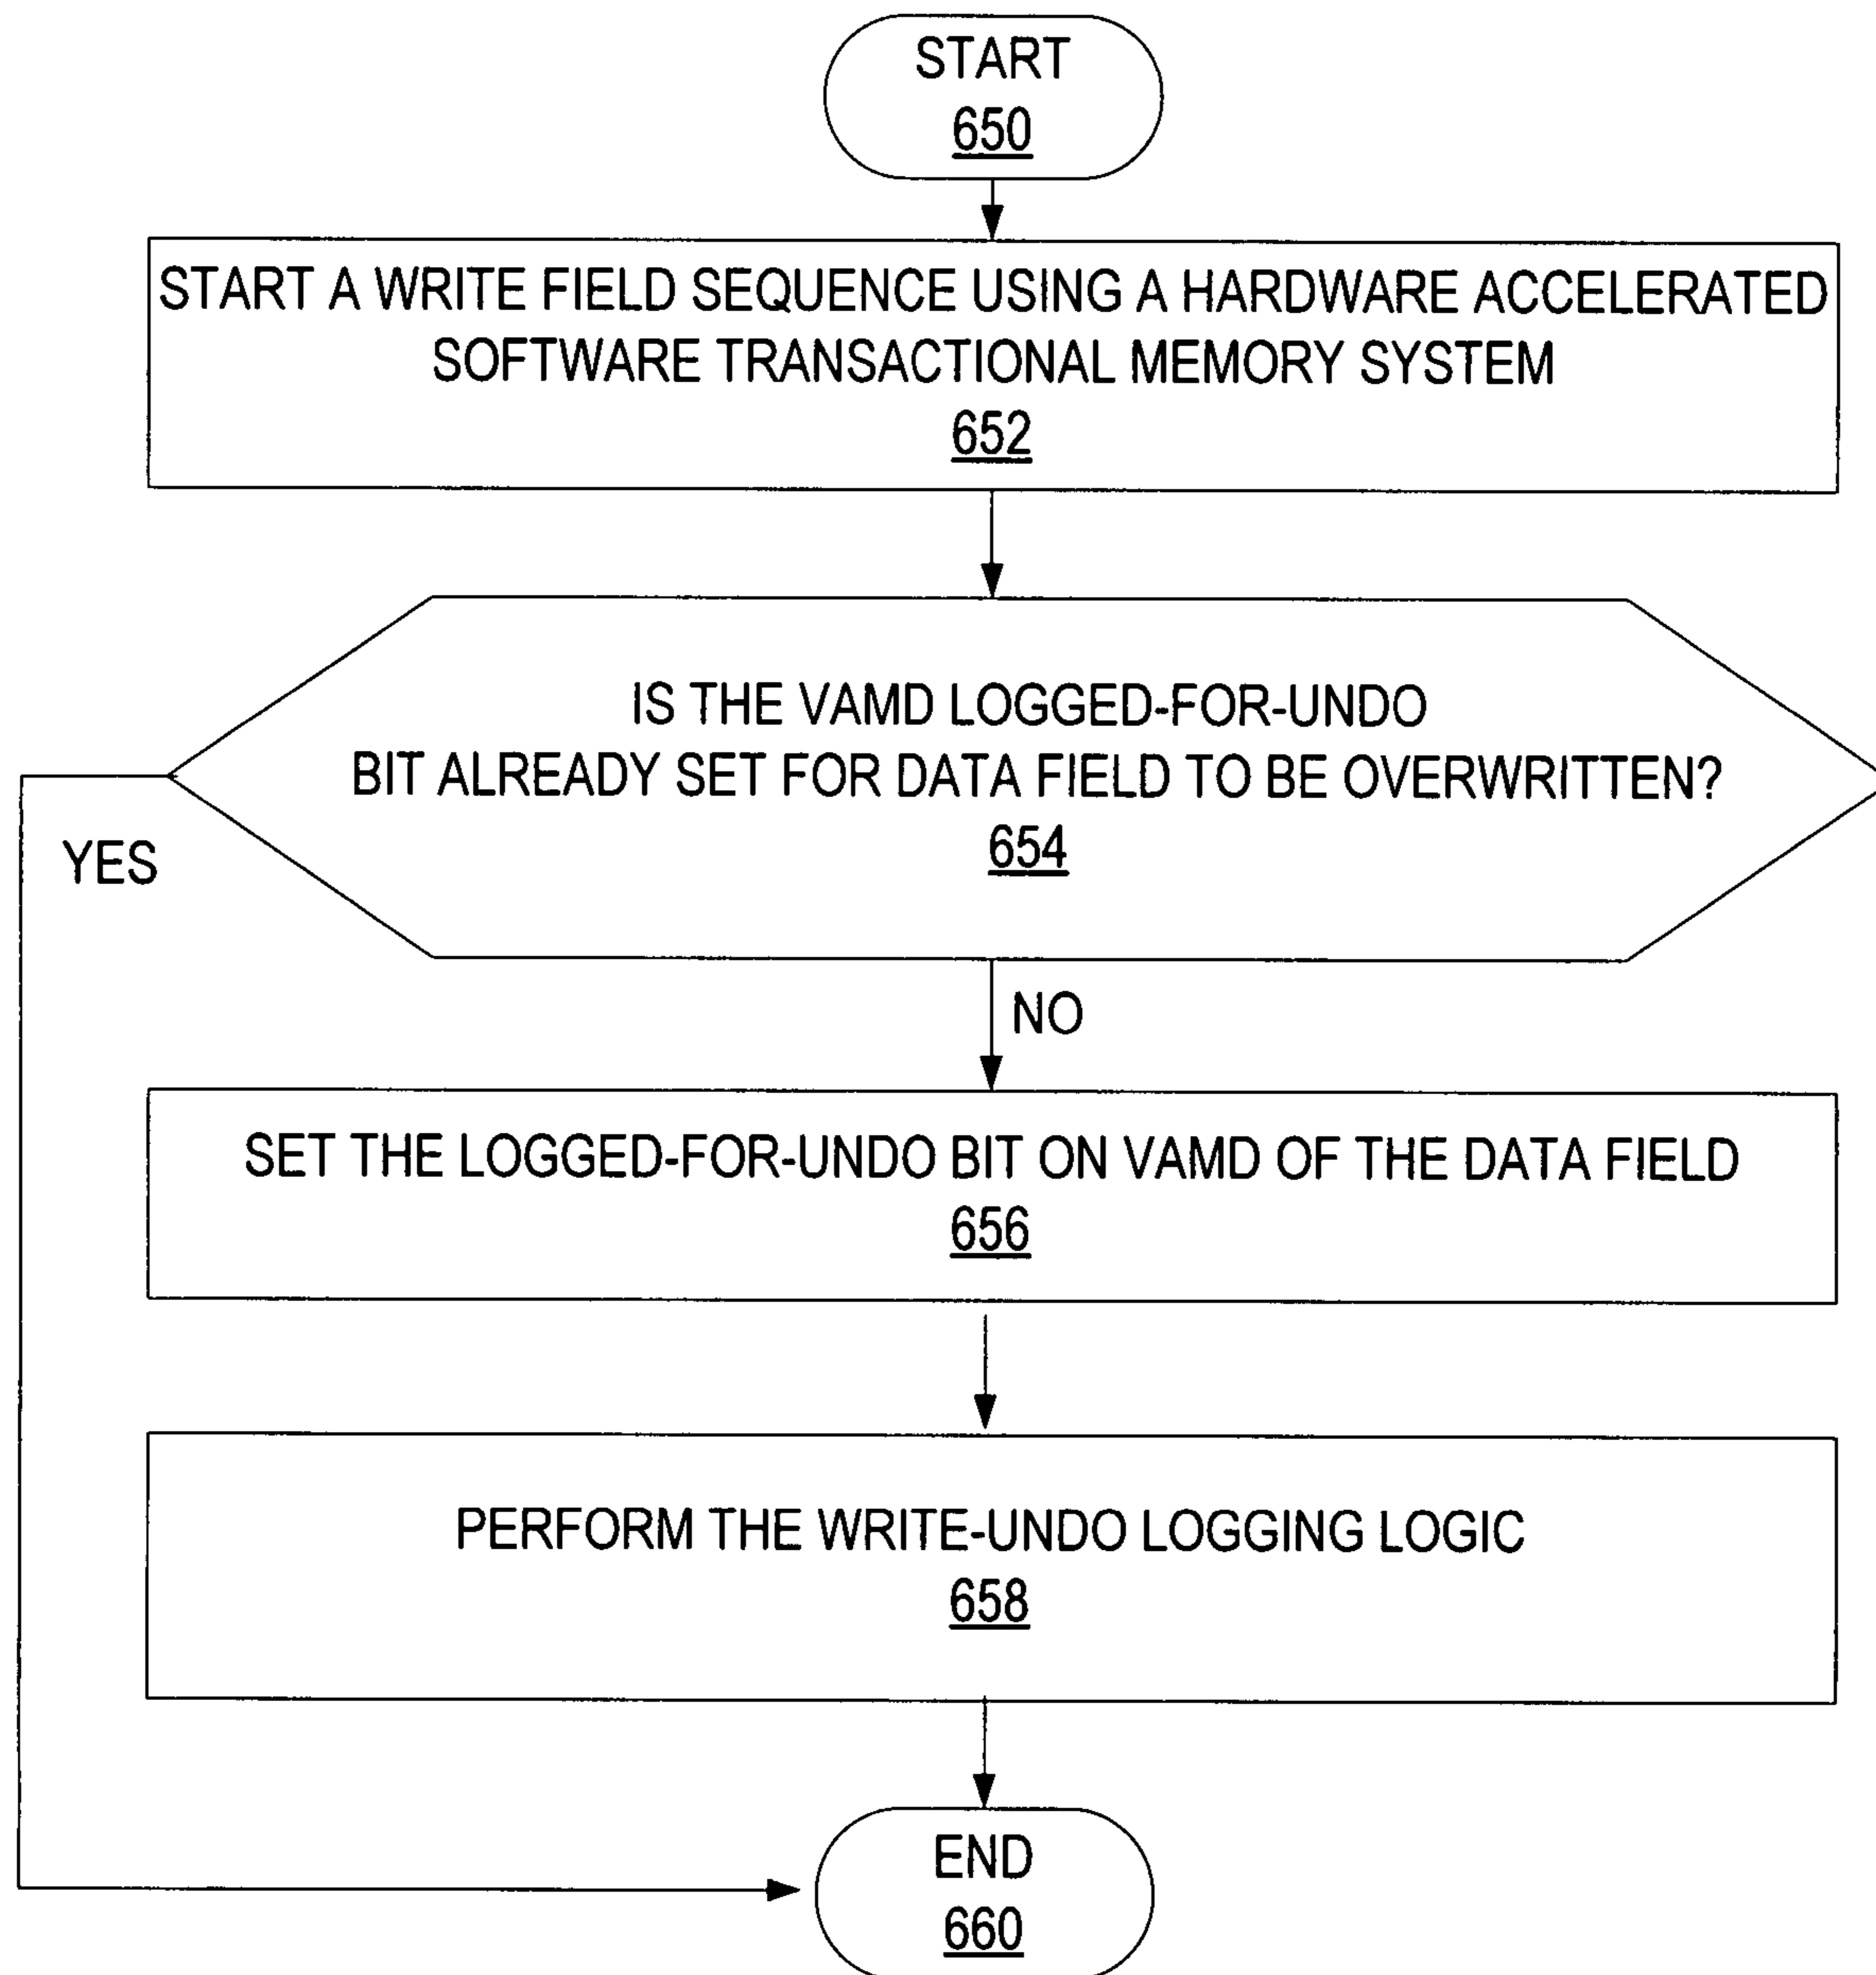 START
650
START A WRITE FIELD SEQUENCE USING A HARDWARE ACCELERATED
SOFTWARE TRANSACTIONAL MEMORY SYSTEM
652
IS THE VAMD LOGGED-FOR-UNDO
BIT ALREADY SET FOR DATA FIELD TO BE OVERWRITTEN?
654
YES
NO
SET THE LOGGED-FOR-UNDO BIT ON VAMD OF THE DATA FIELD
656
PERFORM THE WRITE-UNDO LOGGING LOGIC
658
END
660